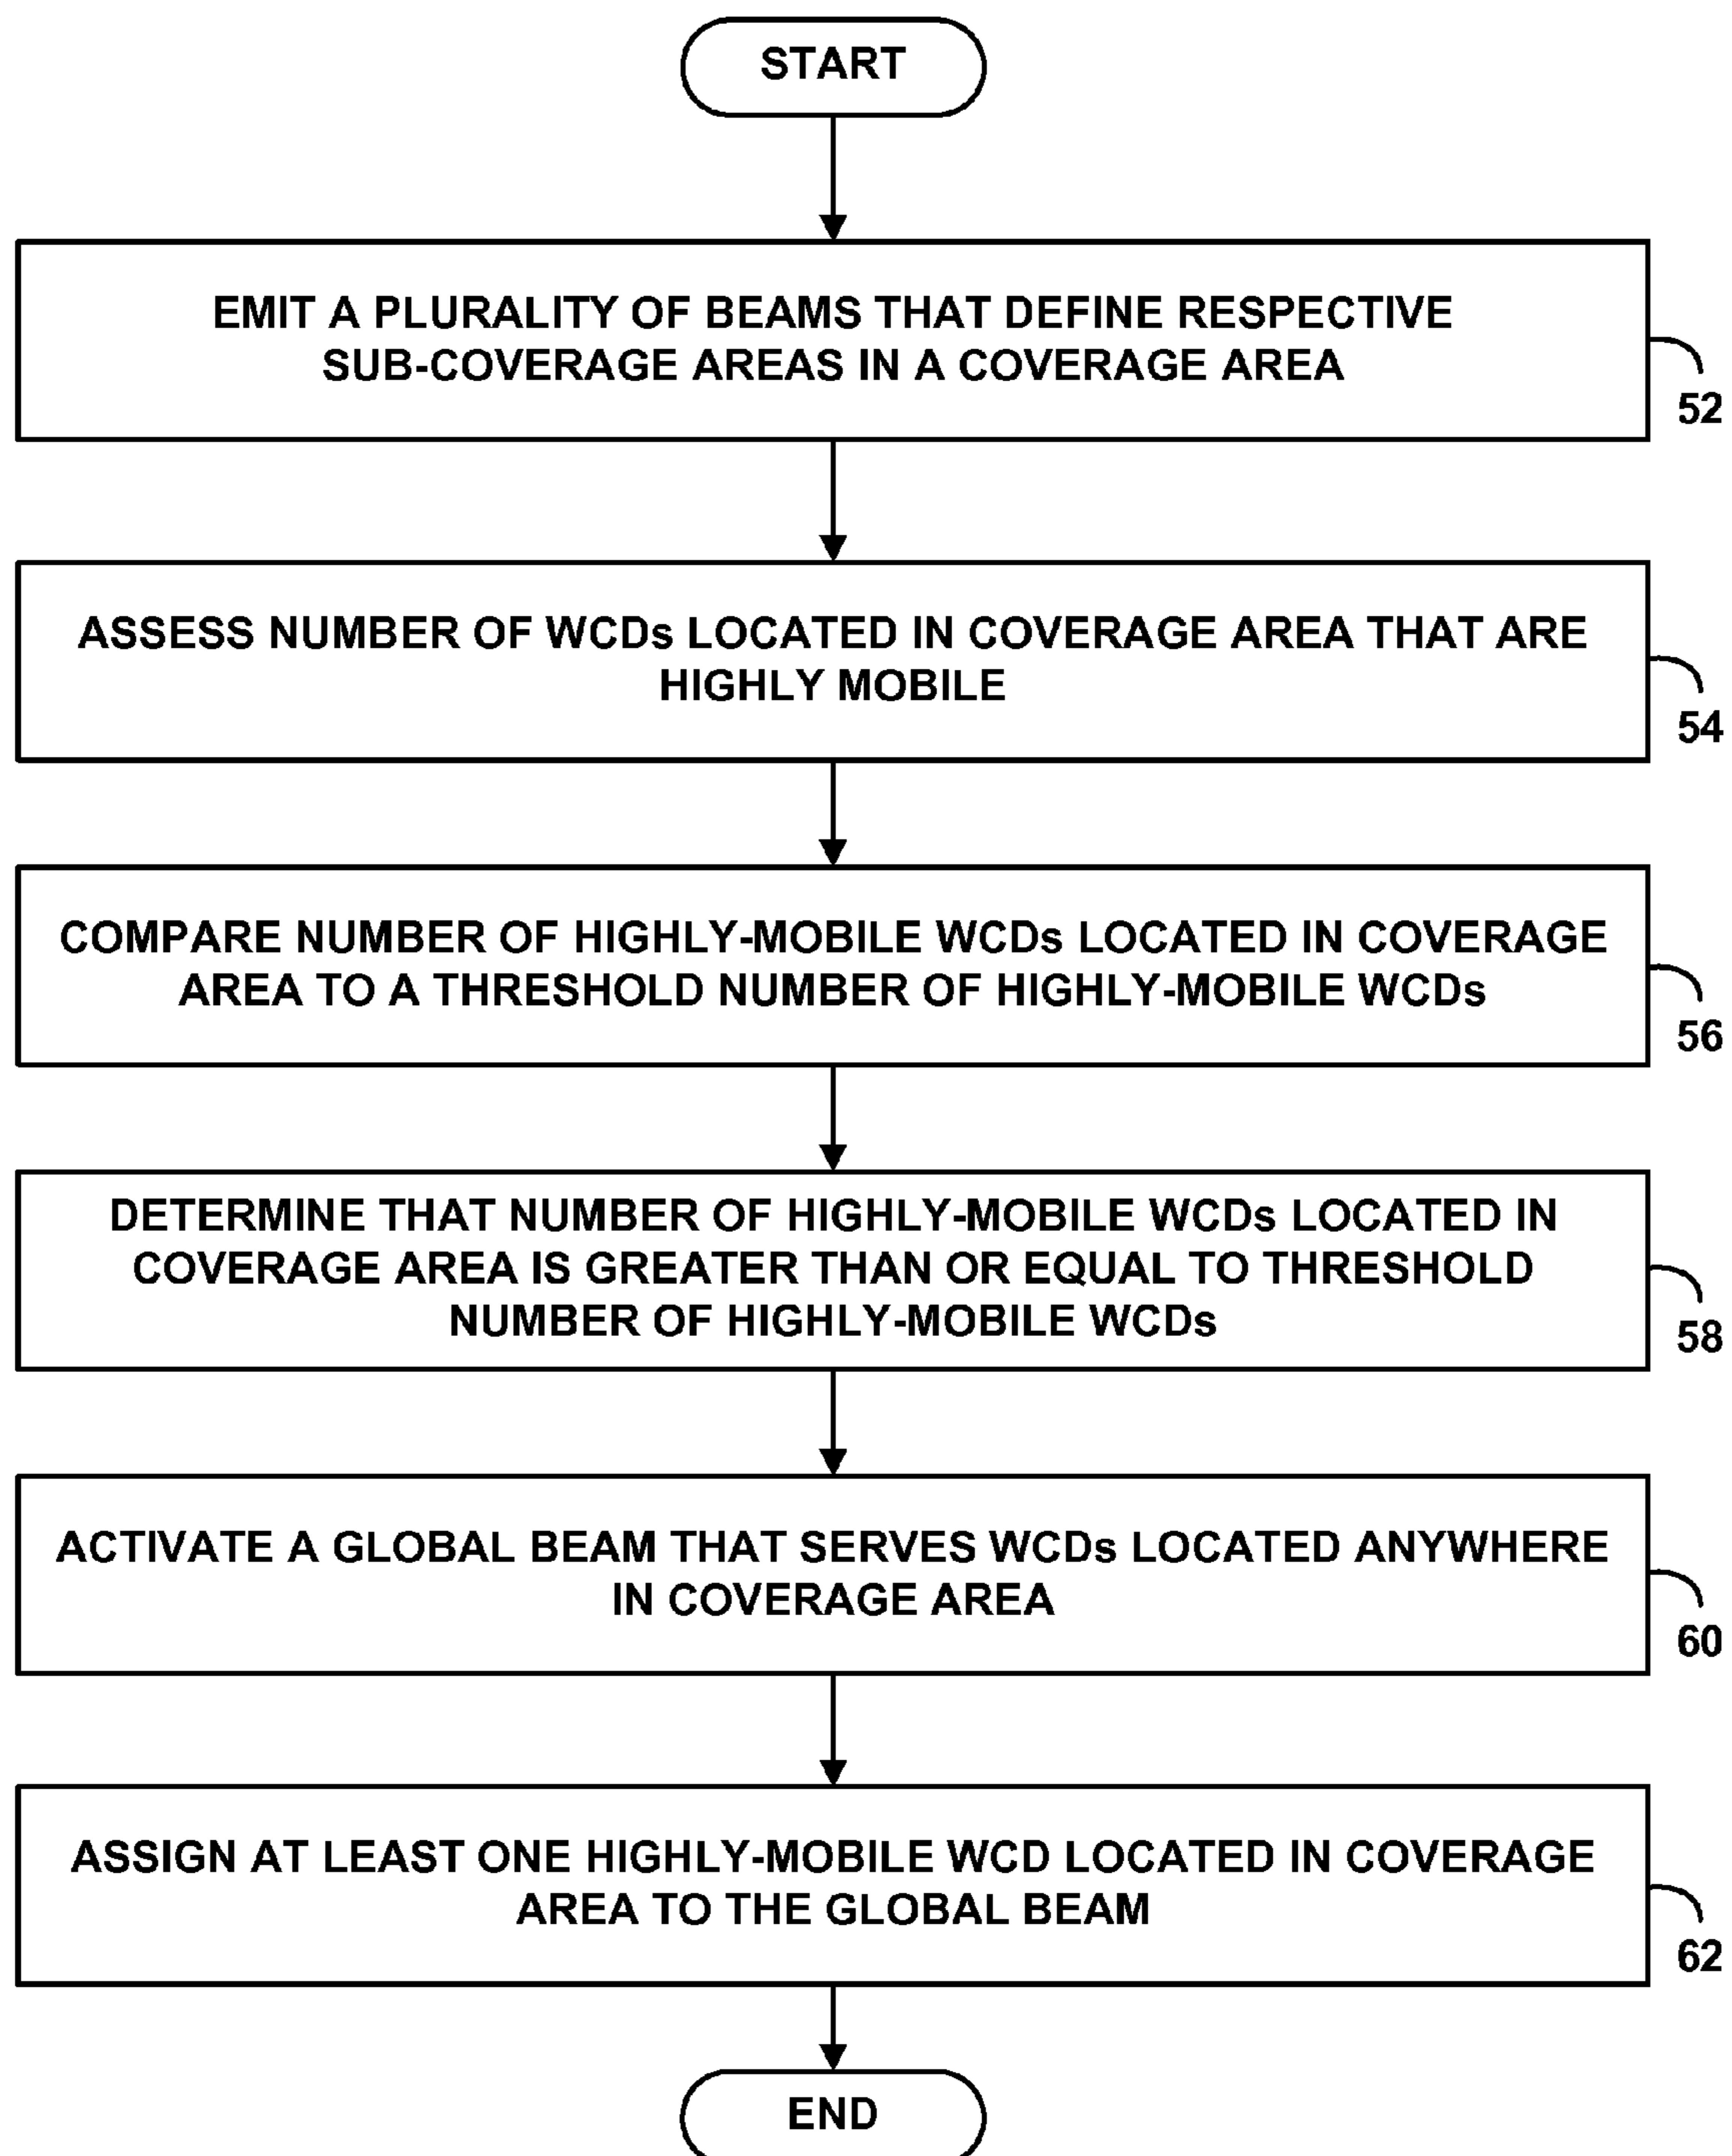 START
EMIT A PLURALITY OF BEAMS THAT DEFINE RESPECTIVE
SUB-COVERAGE AREAS IN A COVERAGE AREA
52
ASSESS NUMBER OF WCDs LOCATED IN COVERAGE AREA THAT ARE
HIGHLY MOBILE
54
COMPARE NUMBER OF HIGHLY-MOBILE WCDs LOCATED IN COVERAGE
AREA TO A THRESHOLD NUMBER OF HIGHLY-MOBILE WCDs
56
DETERMINE THAT NUMBER OF HIGHLY-MOBILE WCDs LOCATED IN
COVERAGE AREA IS GREATER THAN OR EQUAL TO THRESHOLD
NUMBER OF HIGHLY-MOBILE WCDs
58
ACTIVATE A GLOBAL BEAM THAT SERVES WCDs LOCATED ANYWHERE
IN COVERAGE AREA
60
ASSIGN AT LEAST ONE HIGHLY-MOBILE WCD LOCATED IN COVERAGE
AREA TO THE GLOBAL BEAM
62
END